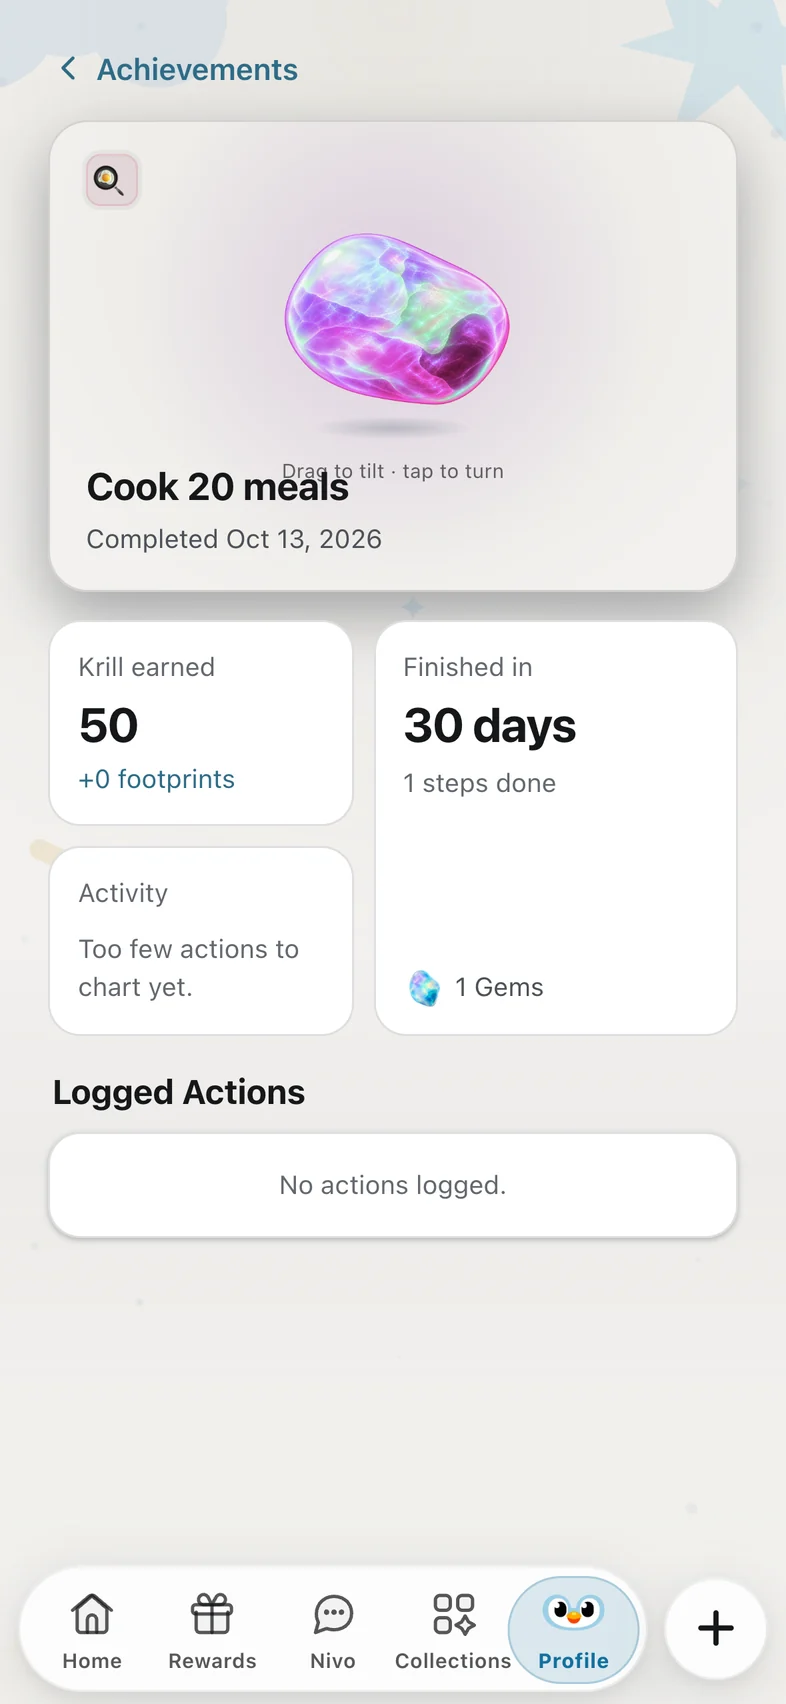 Achievements
Drag to tilt · tap to turn
Cook 20 meals
Completed Oct 13, 2026
Krill earned
50
+0 footprints
Finished in
30 days
1 steps done
1 Gems
Activity
Too few actions to
chart yet.
Logged Actions
No actions logged.
Home
Rewards
Nivo
Collections
Profile